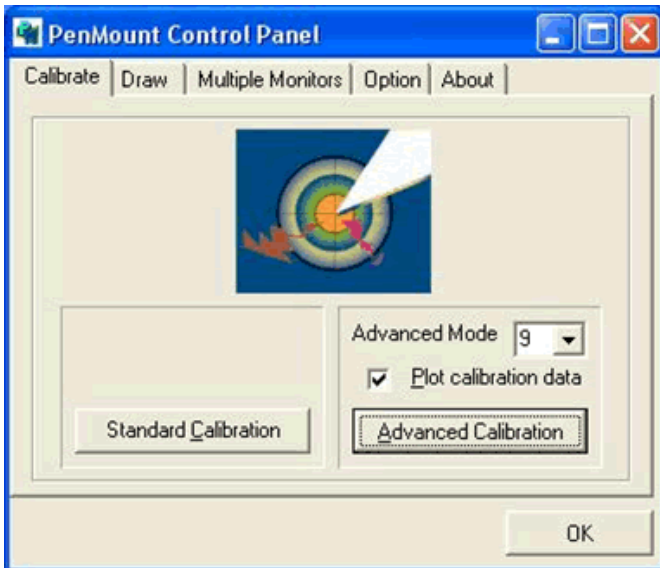 PenMount Control Panel
Calibrate Draw Multiple Monitors Option About
Advanced Mode 9
Plot calibration data
Standard Calibration Advanced Calibration
OK